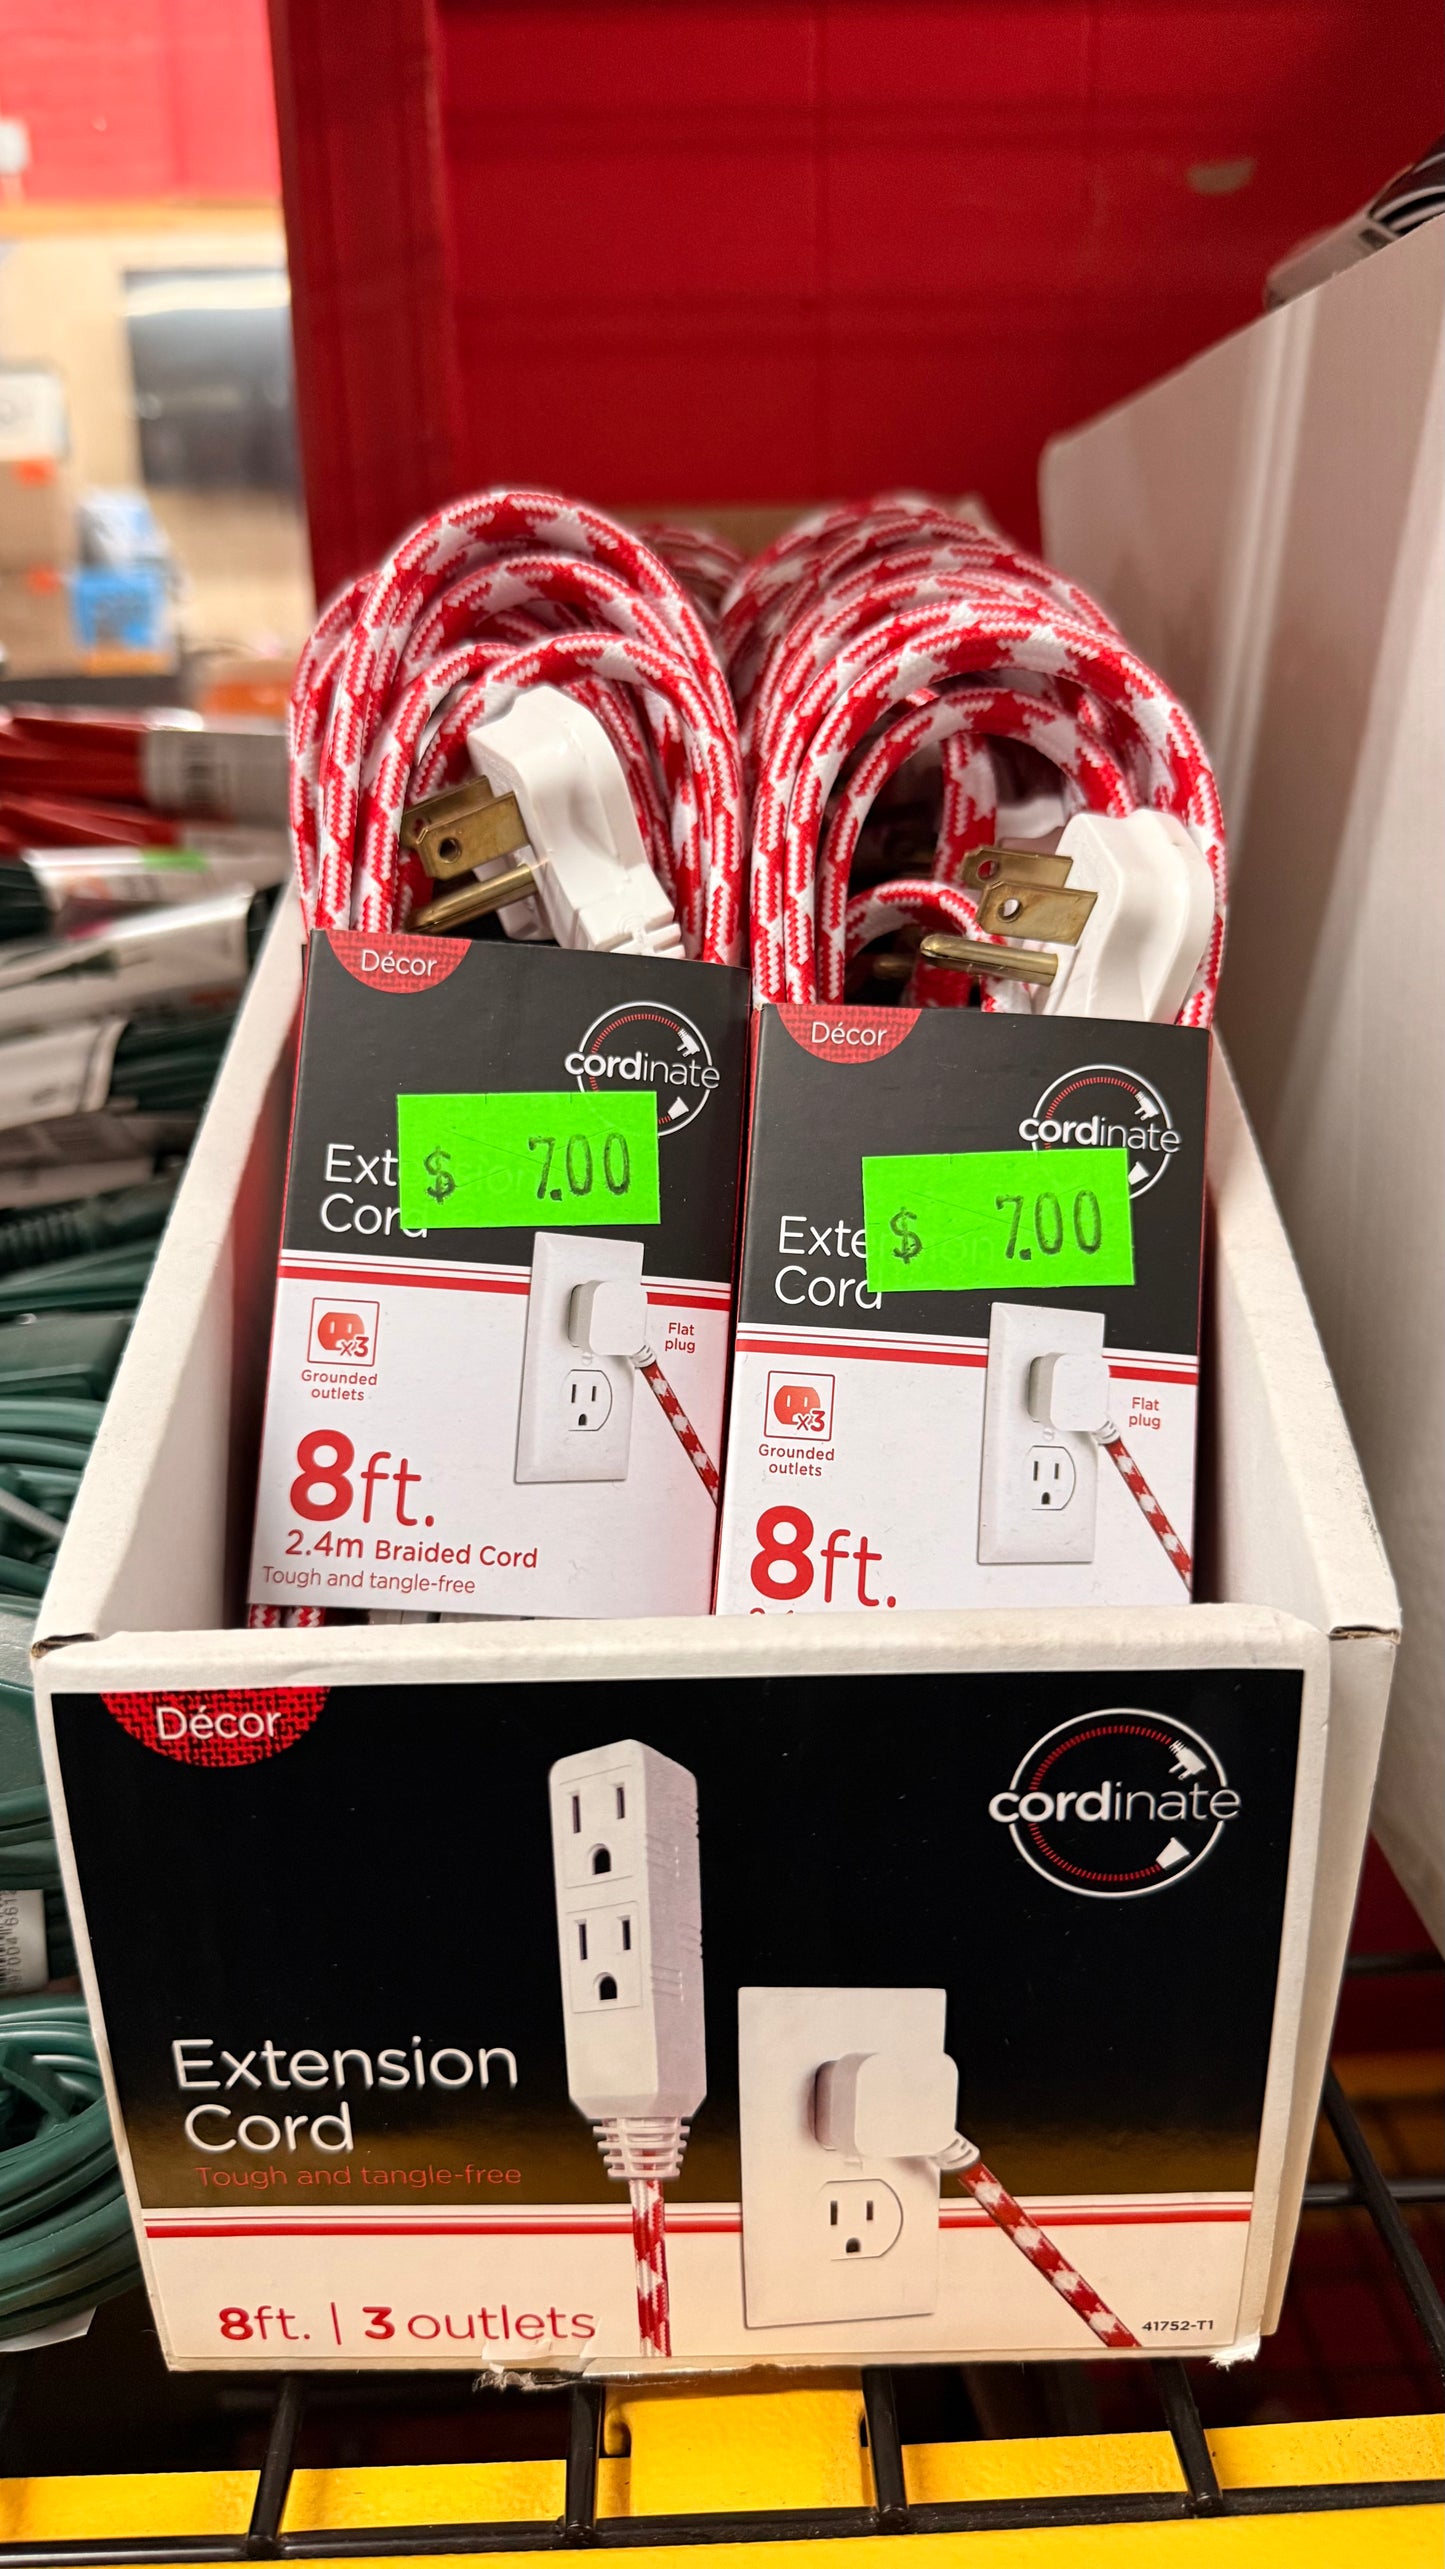 Décor
cordinate
$ 7.00
Ext
Cord
x3
Grounded
outlets
Flat
plug
8ft.
2.4m Braided Cord
Tough and tangle-free
Décor
cordinate
$ 7.00
Exte
Cord
x3
Grounded
outlets
Flat
plug
8ft.
Décor
cordinate
Extension
Cord
Tough and tangle-free
8ft. | 3 outlets
41752-T1